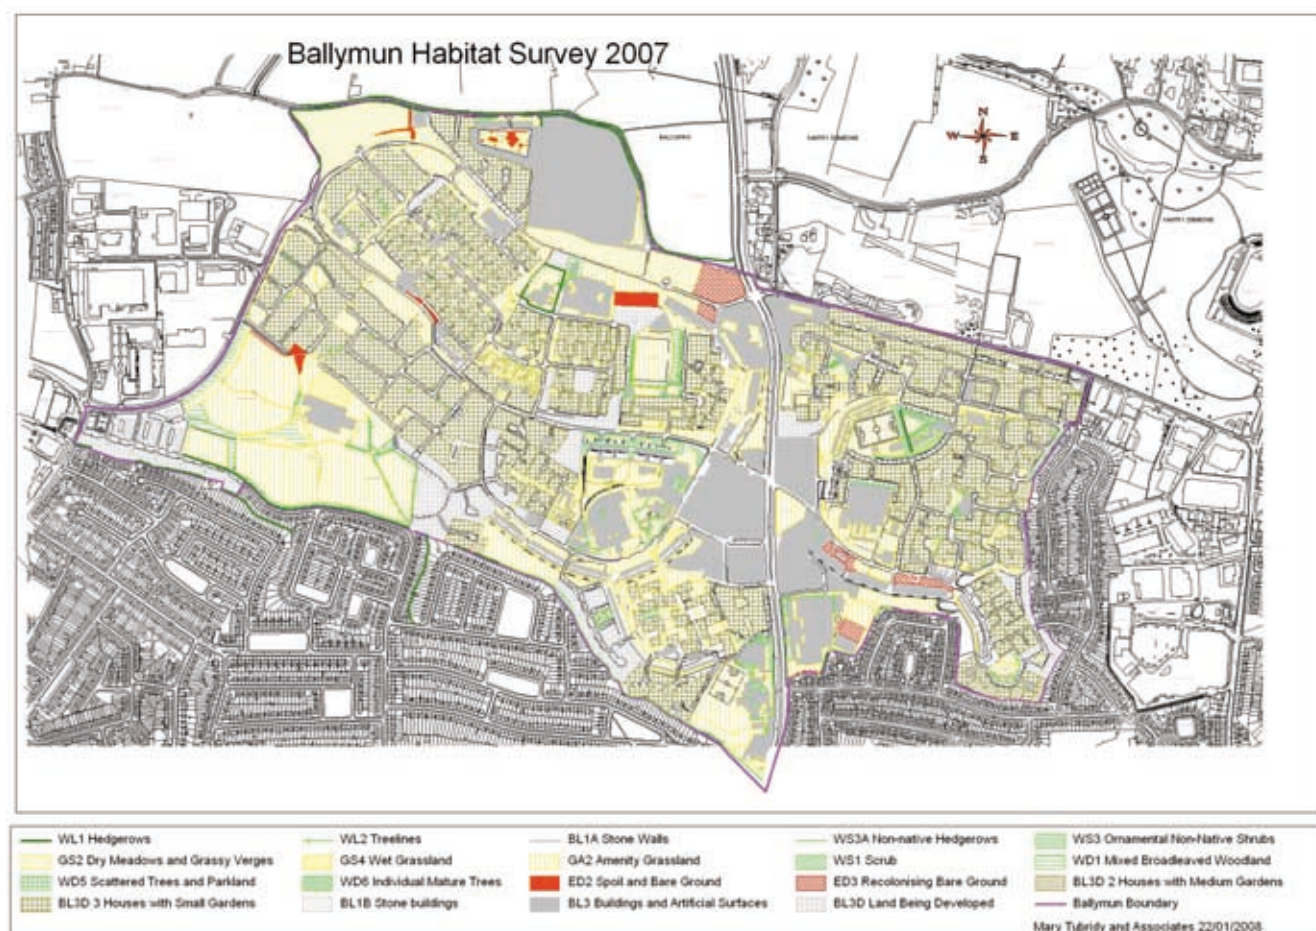 Ballymun Habitat Survey 2007
N
W E
S
WL1 Hedgerows WL2 Treelines BL1A Stone Walls WS3A Non-native Hedgerows WS3 Ornamental Non-Native Shrubs
GS2 Dry Meadows and Grassy Verges GS4 Wet Grassland GA2 Amenity Grassland WS1 Scrub WD1 Mixed Broadleaved Woodland
WD5 Scattered Trees and Parkland WD6 Individual Mature Trees ED2 Spoil and Bare Ground ED3 Recolonising Bare Ground BL3D 2 Houses with Medium Gardens
BL3D 3 Houses with Small Gardens BL1B Stone buildings BL3 Buildings and Artificial Surfaces BL3D Land Being Developed Ballymun Boundary
Mary Tubridy and Associates 22/01/2008